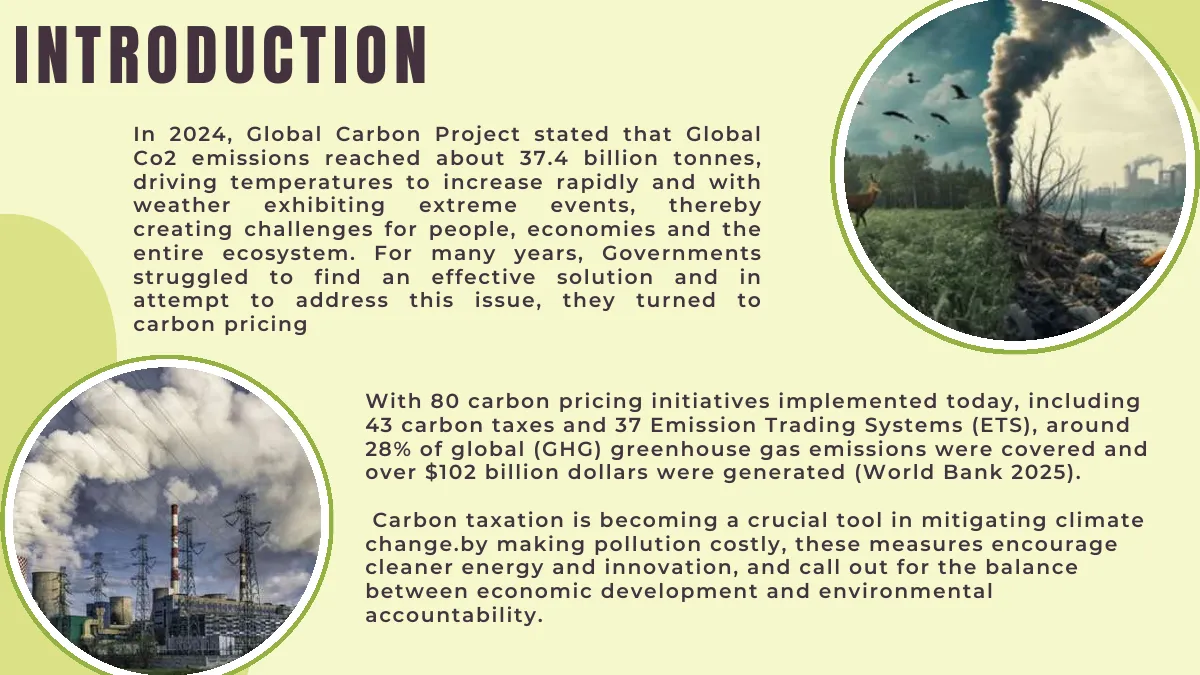 INTRODUCTION
In 2024, Global Carbon Project stated that Global
Co2 emissions reached about 37.4 billion tonnes,
driving temperatures to increase rapidly and with
weather exhibiting extreme events, thereby
creating challenges for people, economies and the
entire ecosystem. For many years, Governments
struggled to find an effective solution and in
attempt to address this issue, they turned to
carbon pricing
With 80 carbon pricing initiatives implemented today, including
43 carbon taxes and 37 Emission Trading Systems (ETS), around
28% of global (GHG) greenhouse gas emissions were covered and
over $102 billion dollars were generated (World Bank 2025).
Carbon taxation is becoming a crucial tool in mitigating climate
change.by making pollution costly, these measures encourage
cleaner energy and innovation, and call out for the balance
between economic development and environmental
accountability.